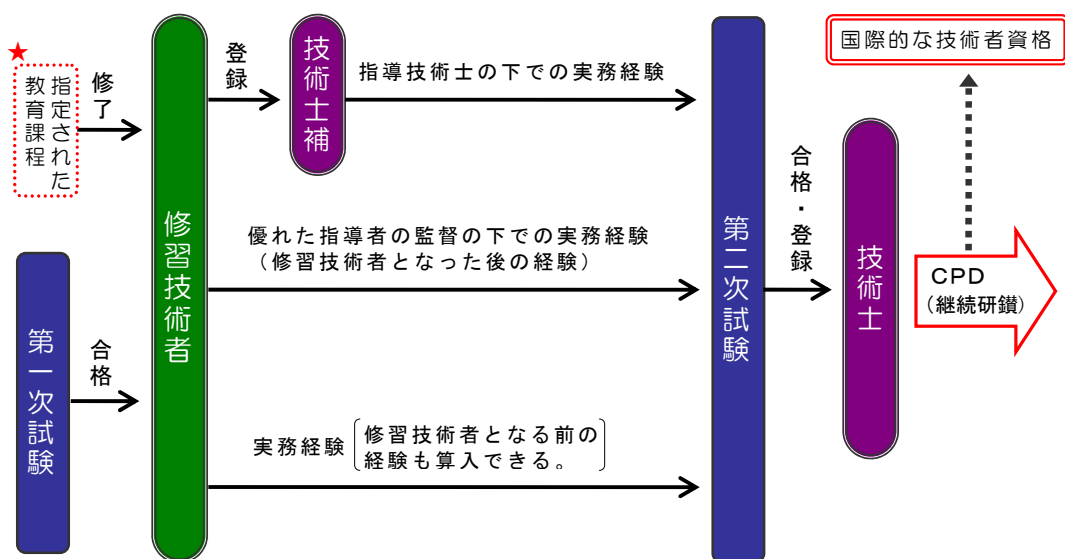 ★
指定された
教育課程
修了
第一次試験
合格
修習技術者
登録
技術士補
指導技術士の下での実務経験
優れた指導者の監督の下での実務経験
（修習技術者となった後の経験）
実務経験 修習技術者となる前の
経験も算入できる。
第二次試験
合格・登録
技術士
国際的な技術者資格
CPD
（継続研鑚）